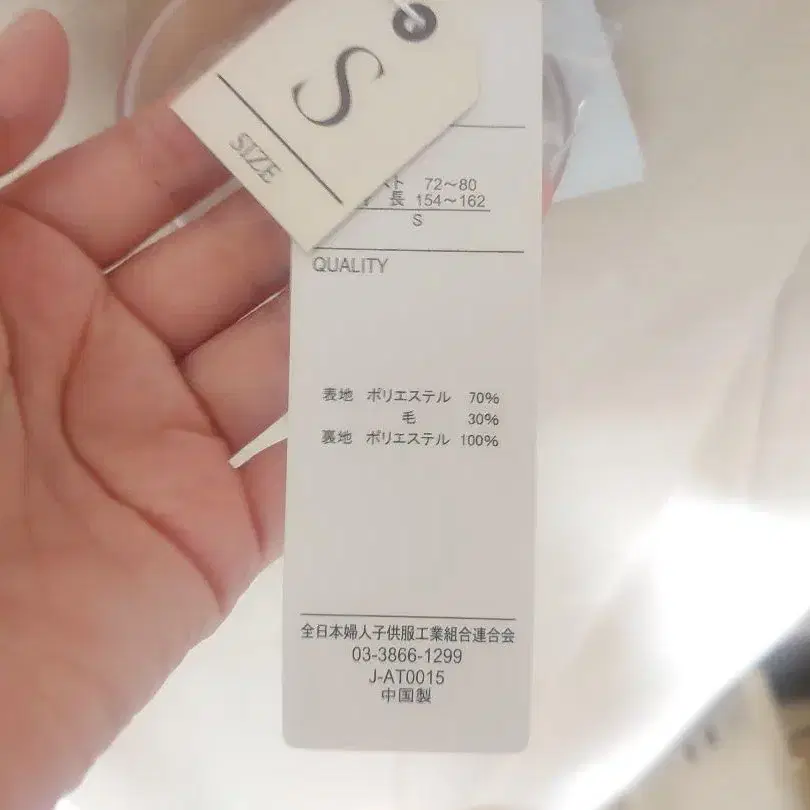 S
SIZE
スト 72～80
長 154～162
S
QUALITY
表地 ポリエステル 70%
毛 30%
裏地 ポリエステル 100%
全日本婦人子供服工業組合連合会
03-3866-1299
J-AT0015
中国製